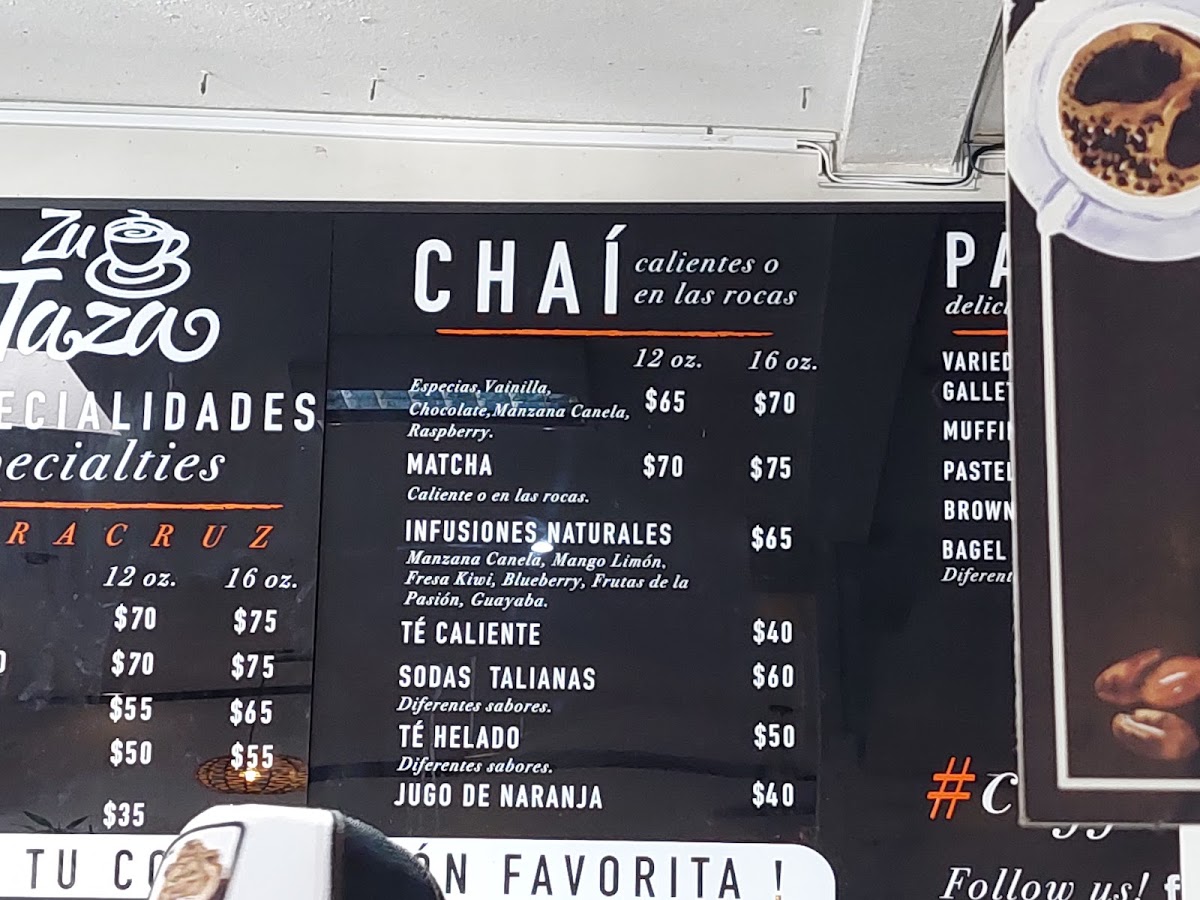 Zu
Taza
ECIALIDADES
pecialties
RACRUZ
12 oz. 16 oz.
$70 $75
O $70 $75
$55 $65
$50 $55
$35
CHAÍ calientes o
en las rocas
12 oz. 16 oz.
Especias, Vainilla,
Chocolate, Manzana Canela, $65 $70
Raspberry.
MATCHA $70 $75
Caliente o en las rocas.
INFUSIONES NATURALES $65
Manzana Canela, Mango Limón,
Fresa Kiwi, Blueberry, Frutas de la
Pasión, Guayaba.
TÉ CALIENTE $40
SODAS TALIANAS $60
Diferentes sabores.
TÉ HELADO $50
Diferentes sabores.
JUGO DE NARANJA $40
PA
delic
VARIED
GALLET
MUFFI
PASTEL
BROWN
BAGEL
Diferent
#C
Follow us! f
TU CO ÓN FAVORITA !